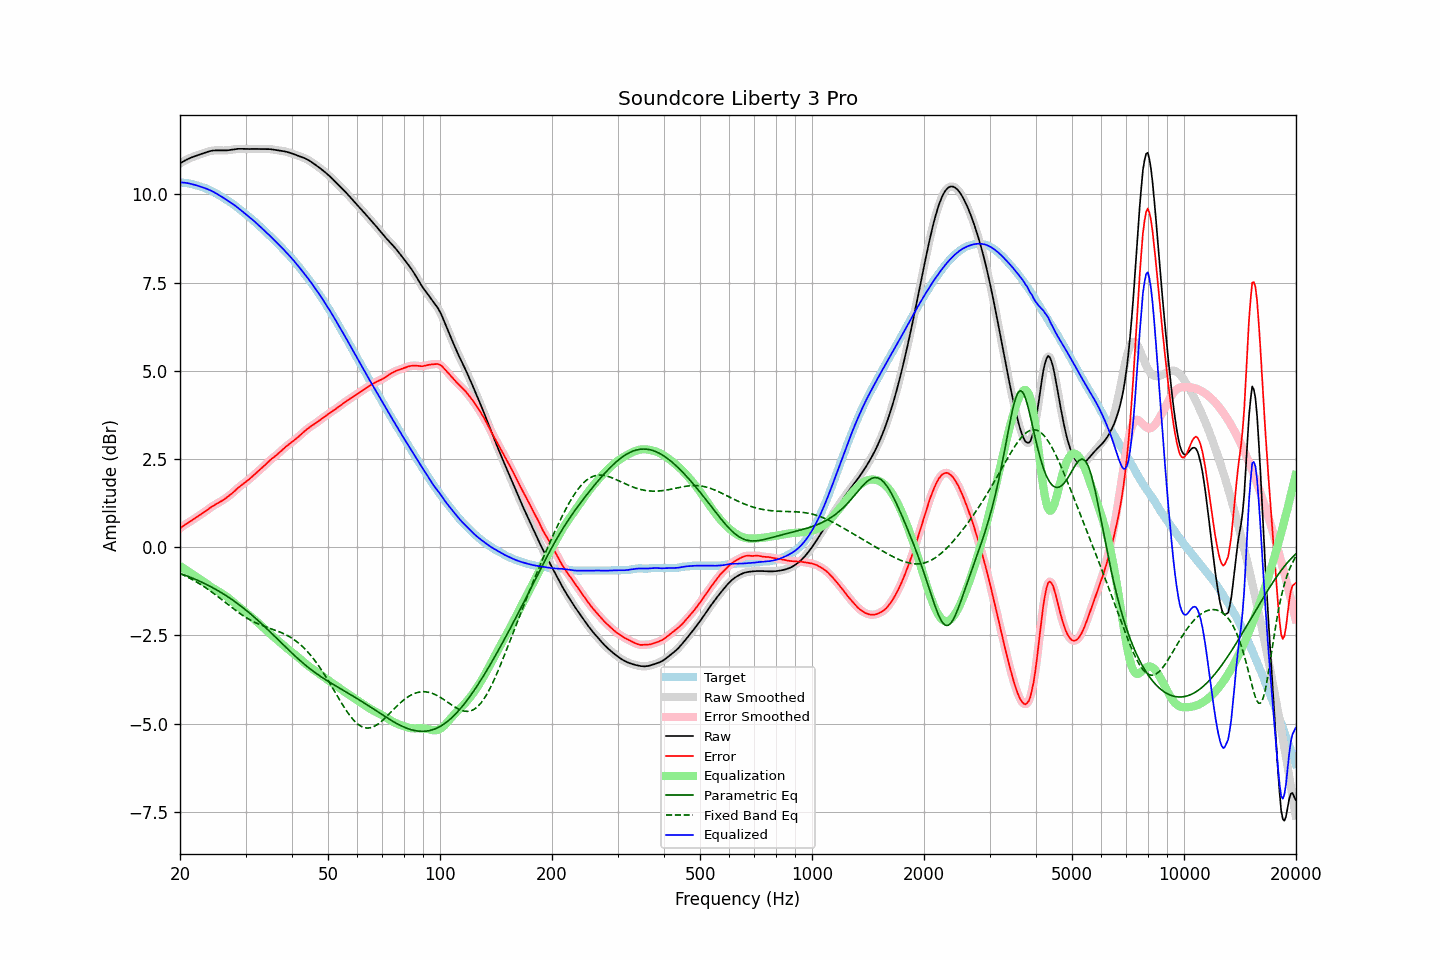 Soundcore Liberty 3 Pro
Amplitude (dBr)
10.0
7.5
5.0
2.5
0.0
−2.5
−5.0
−7.5
Target
Raw Smoothed
Error Smoothed
Raw
Error
Equalization
Parametric Eq
Fixed Band Eq
Equalized
20 50 100 200 500 1000 2000 5000 10000 20000
Frequency (Hz)